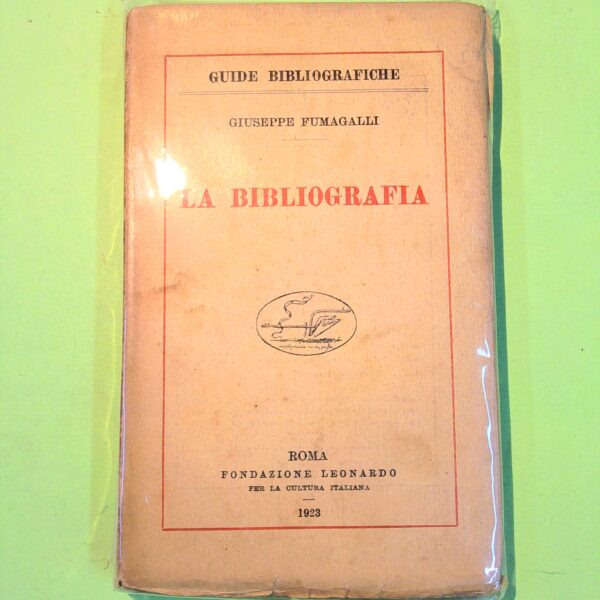 GUIDE BIBLIOGRAFICHE
GIUSEPPE FUMAGALLI
LA BIBLIOGRAFIA
ROMA
FONDAZIONE LEONARDO
PER LA CULTURA ITALIANA
1923